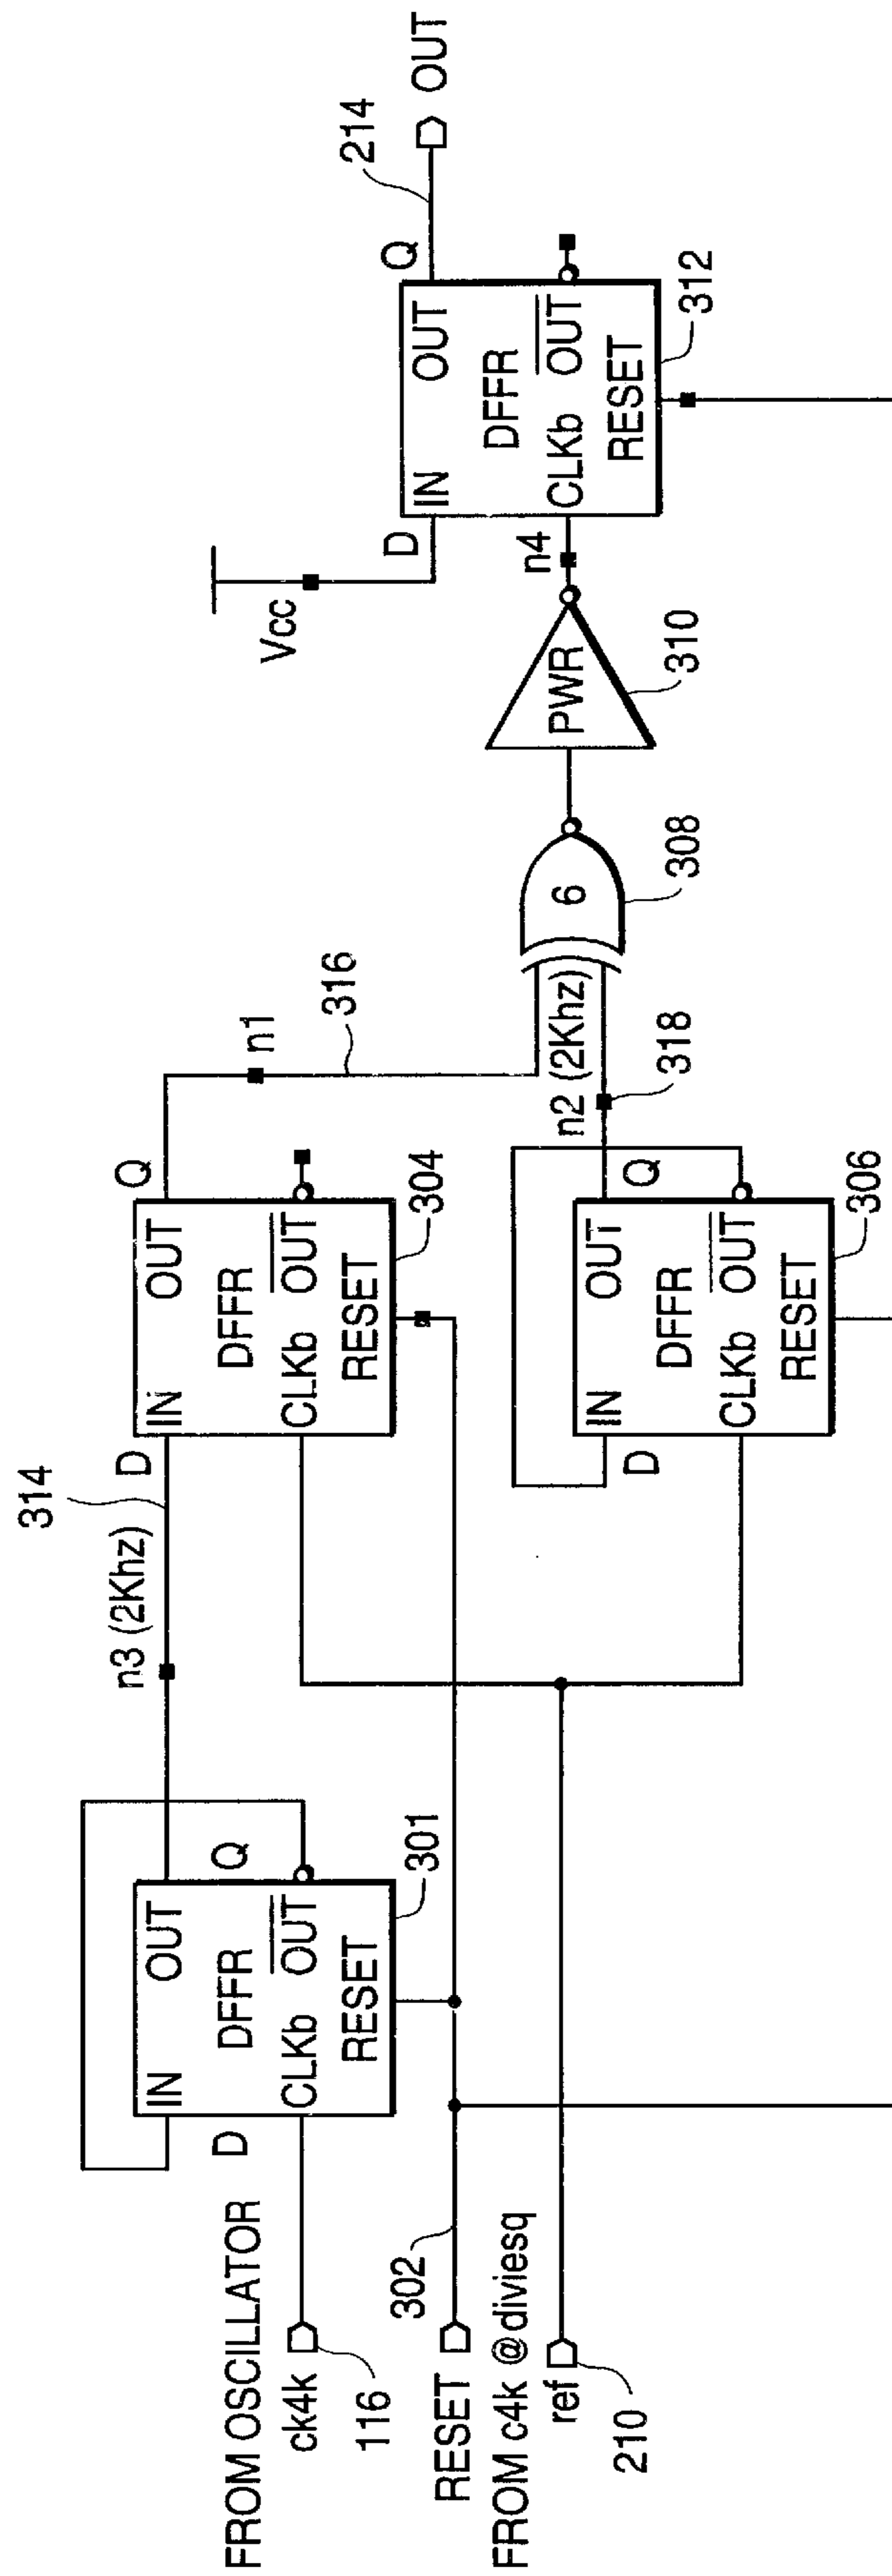 FROM OSCILLATOR
ck4k
116
RESET
302
FROM c4k @diviesq
ref
210
D
IN
OUT
DFFR
CLKb
OUT
RESET
Q
301
n3 (2Khz)
314
D
IN
OUT
DFFR
CLKb
OUT
RESET
Q
304
n1
316
D
IN
OUT
DFFR
CLKb
OUT
RESET
Q
306
n2 (2Khz)
318
6
308
PWR
310
n4
Vcc
D
IN
OUT
DFFR
CLKb
OUT
RESET
Q
312
214
OUT